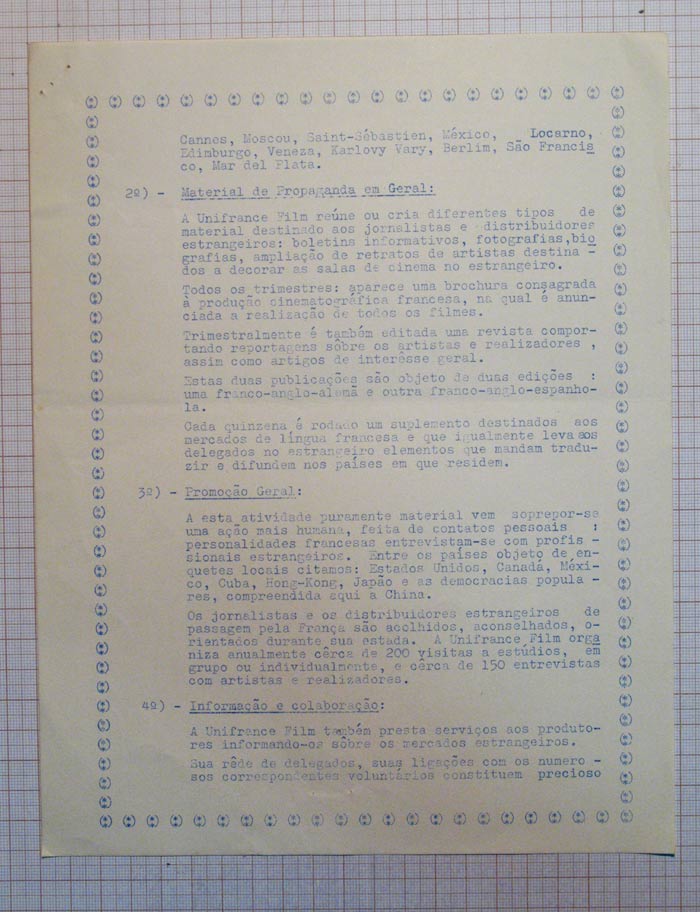 Cannes, Moscou, Saint-Sébastien, México, Locarno,
Edimburgo, Veneza, Karlovy Vary, Berlim, São Francis
co, Mar del Plata.
2º) - Material de Propaganda em Geral:
A Unifrance Film reúne ou cria diferentes tipos de
material destinado aos jornalistas e distribuidores
estrangeiros: boletins informativos, fotografias,bio
grafias, ampliação de retratos de artistas destina -
dos a decorar as salas de cinema no estrangeiro.
Todos os trimestres: aparece uma brochura consagrada
à produção cinematográfica francesa, na qual é anun-
ciada a realização de todos os filmes.
Trimestralmente é também editada uma revista compor-
tando reportagens sôbre os artistas e realizadores ,
assim como artigos de interêsse geral.
Estas duas publicações são objeto de duas edições :
uma franco-anglo-alemã e outra franco-anglo-espanho-
la.
Cada quinzena é rodado um suplemento destinados aos
mercados de língua francesa e que igualmente leva aos
delegados no estrangeiro elementos que mandam tradu-
zir e difundem nos países em que residem.
3º) - Promoção Geral:
A esta atividade puramente material vem soprepor-se
uma ação mais humana, feita de contatos pessoais :
personalidades francesas entrevistam-se com profis -
sionais estrangeiros. Entre os países objeto de en-
quetes locais citamos: Estados Unidos, Canadá, Méxi-
co, Cuba, Hong-Kong, Japão e as democracias popula -
res, compreendida aqui a China.
Os jornalistas e os distribuidores estrangeiros de
passagem pela França são acolhidos, aconselhados, o-
rientados durante sua estada. A Unifrance Film orga
niza anualmente cêrca de 200 visitas a estúdios, em
grupo ou individualmente, e cêrca de 150 entrevistas
com artistas e realizadores.
4º) - Informação e colaboração:
A Unifrance Film também presta serviços aos produto-
res informando-os sôbre os mercados estrangeiros.
Sua rêde de delegados, suas ligações com os numero -
sos correspondentes voluntários constituem precioso